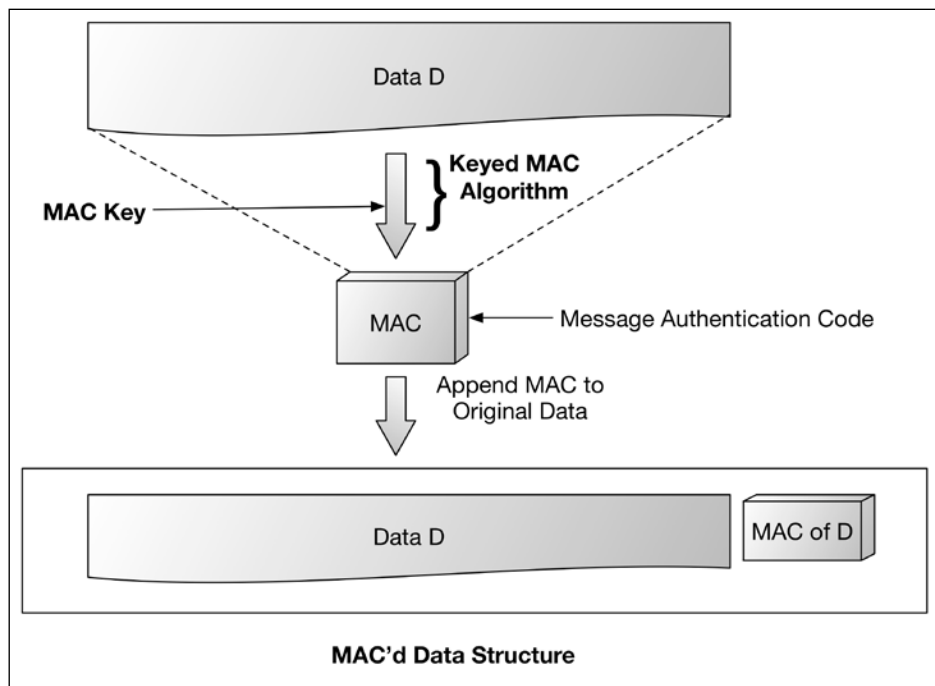 Data D
Keyed MAC
Algorithm
MAC Key
MAC
Message Authentication Code
Append MAC to
Original Data
Data D
MAC of D
MAC'd Data Structure